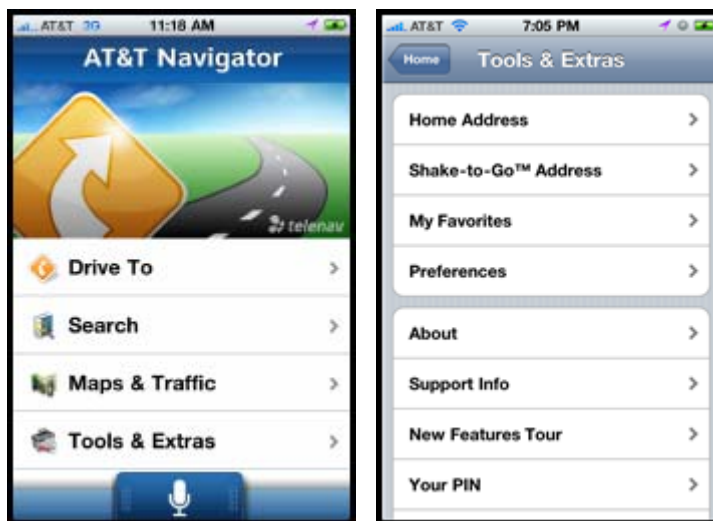 AT&T 3G 11:18 AM
AT&T Navigator
telenav
Drive To
Search
Maps & Traffic
Tools & Extras
AT&T 7:05 PM
Home Tools & Extras
Home Address
Shake-to-Go™ Address
My Favorites
Preferences
About
Support Info
New Features Tour
Your PIN